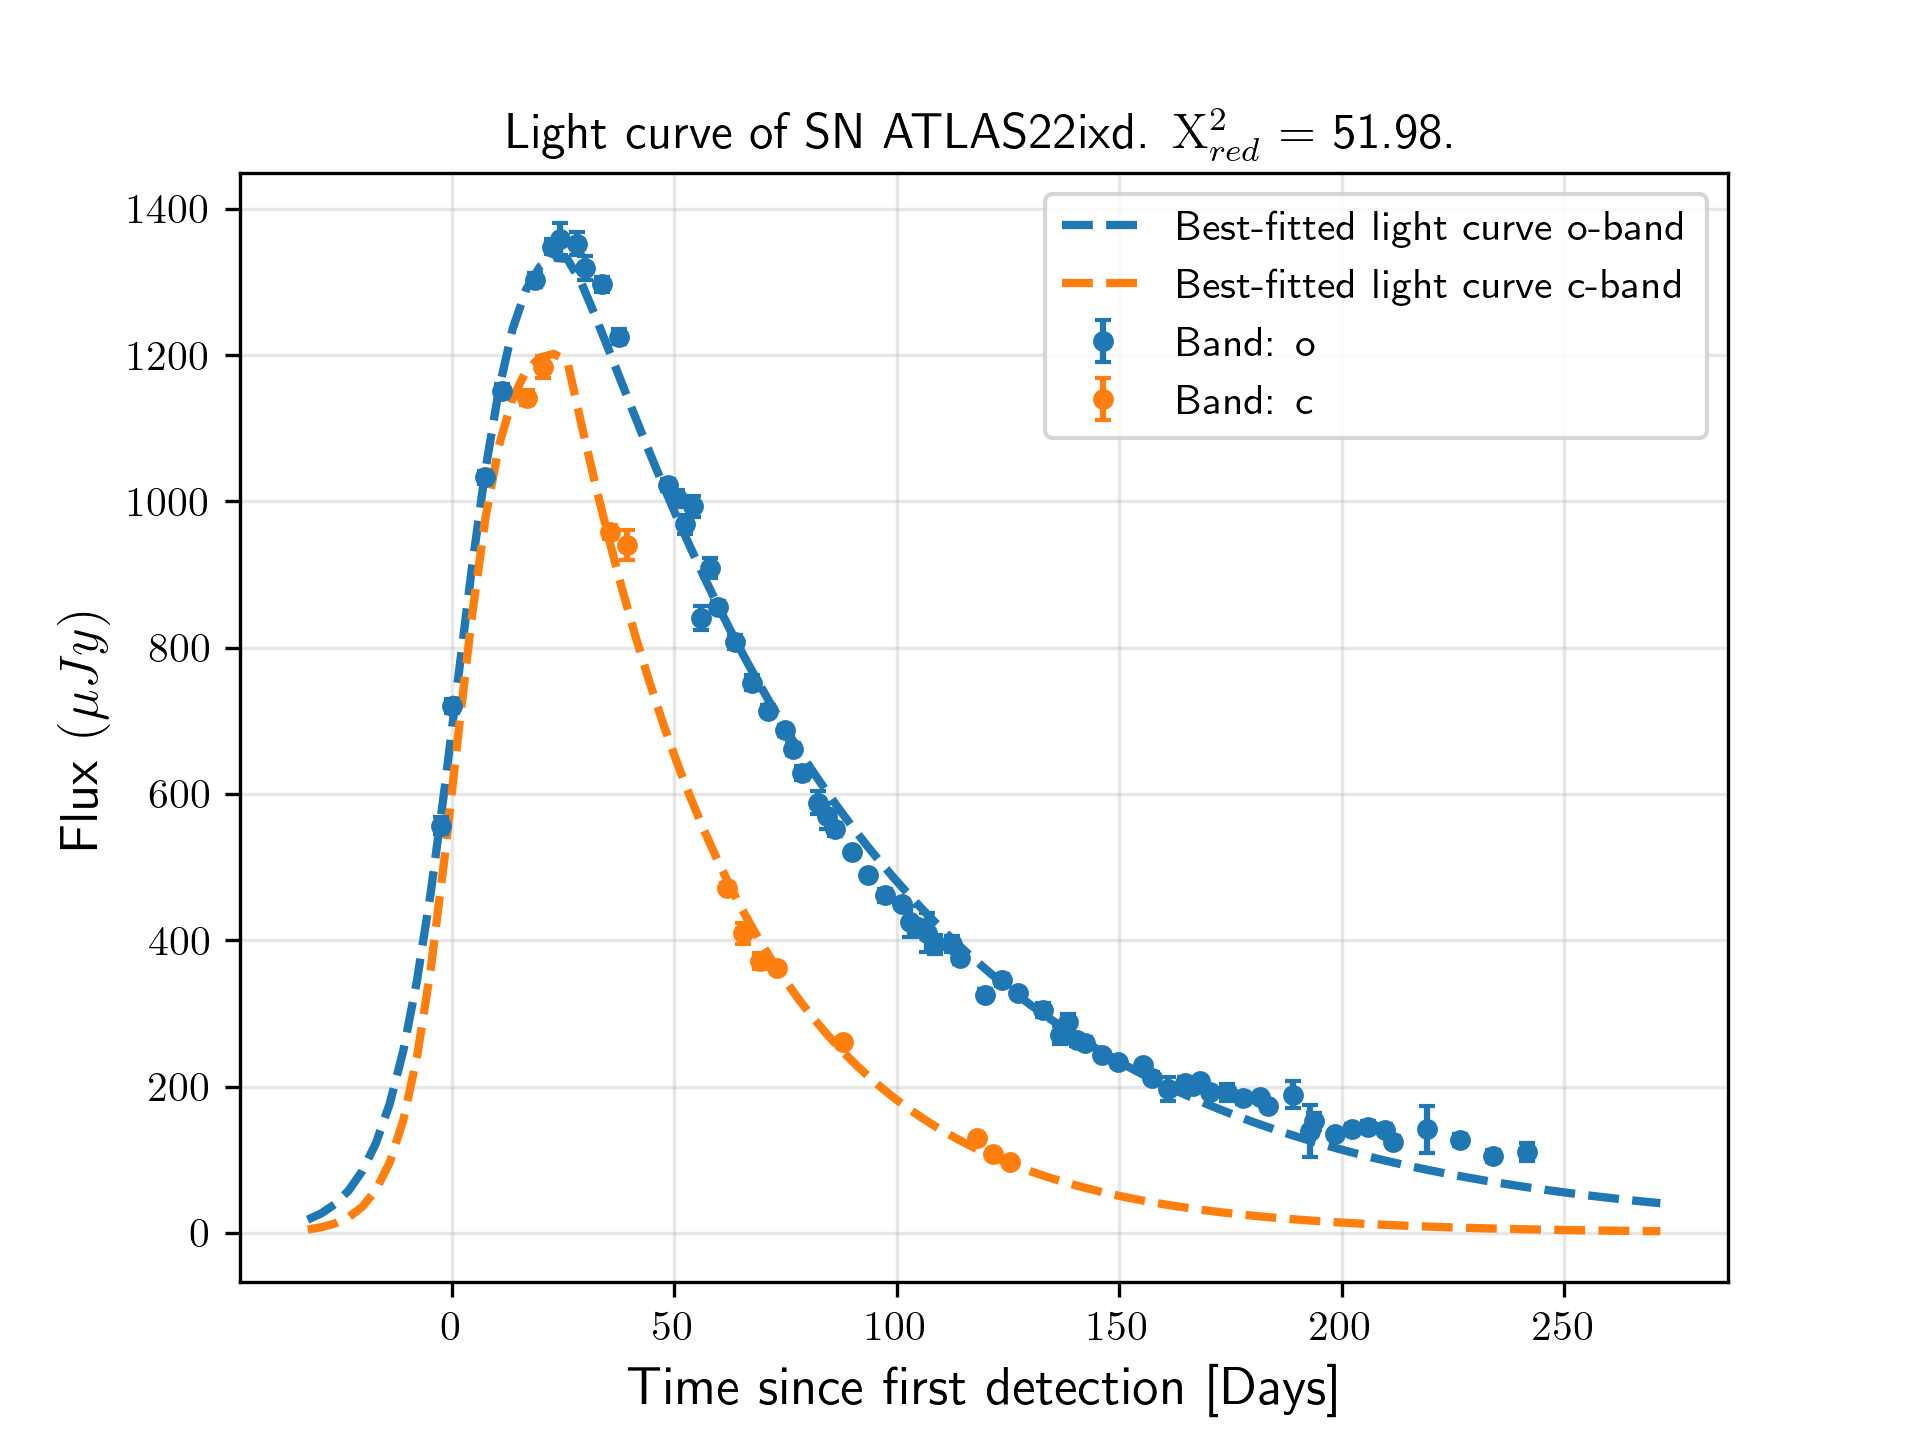 Light curve of SN ATLAS22ixd. X²_red = 51.98.
Best-fitted light curve o-band
Best-fitted light curve c-band
Band: o
Band: c
Flux (μJy)
1400
1200
1000
800
600
400
200
0
0 50 100 150 200 250
Time since first detection [Days]